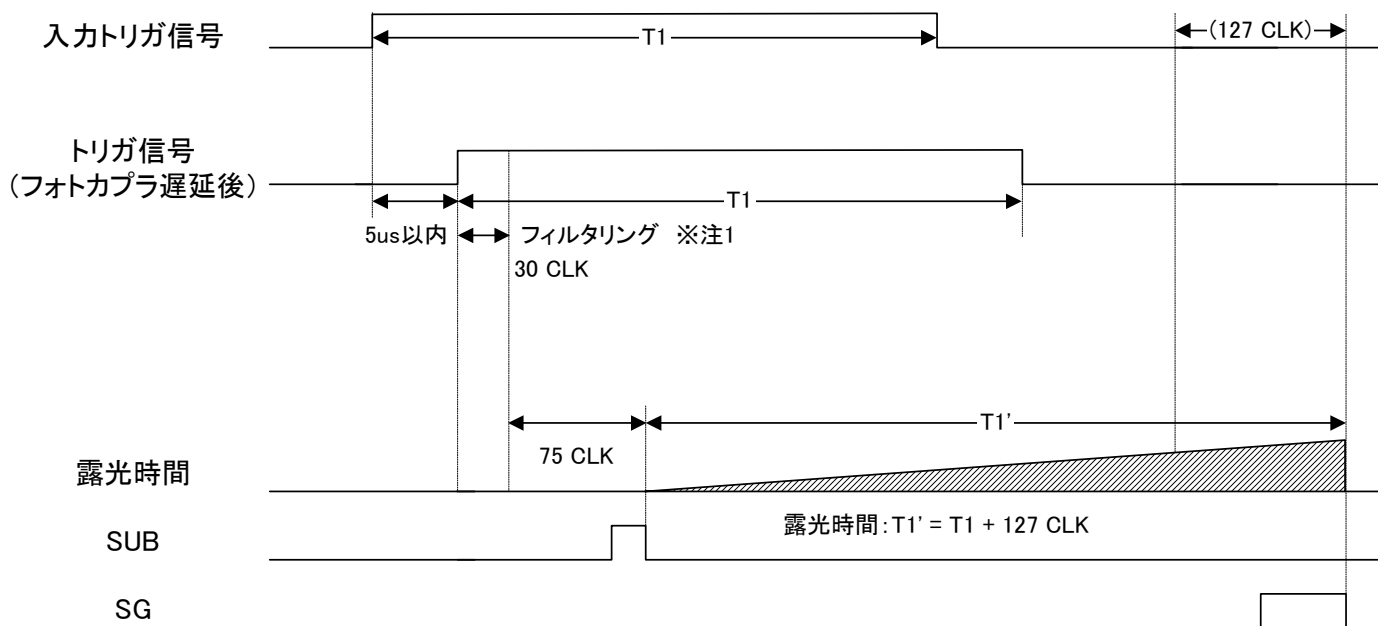 入力トリガ信号
T1
(127 CLK)
トリガ信号
(フォトカプラ遅延後)
T1
5us以内
フィルタリング ※注1
30 CLK
T1'
75 CLK
露光時間
露光時間:T1' = T1 + 127 CLK
SUB
SG